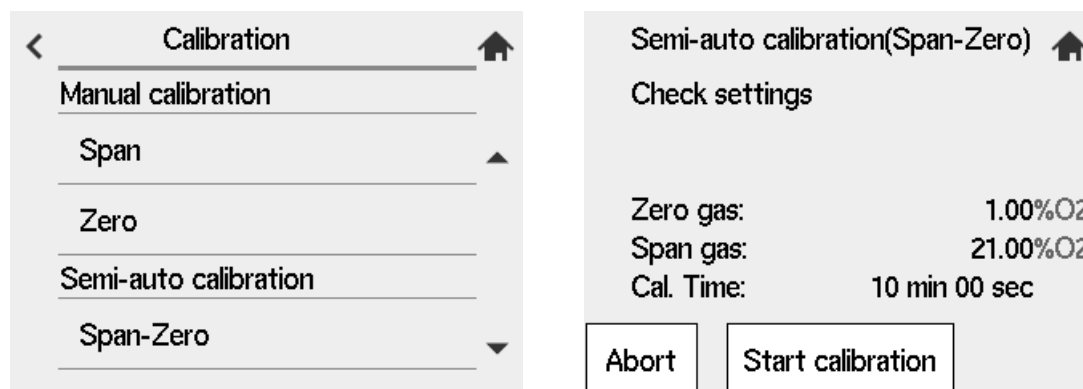 Calibration
Manual calibration
Span
Zero
Semi-auto calibration
Span-Zero
Semi-auto calibration(Span-Zero)
Check settings
Zero gas: 1.00%O2
Span gas: 21.00%O2
Cal. Time: 10 min 00 sec
Abort Start calibration